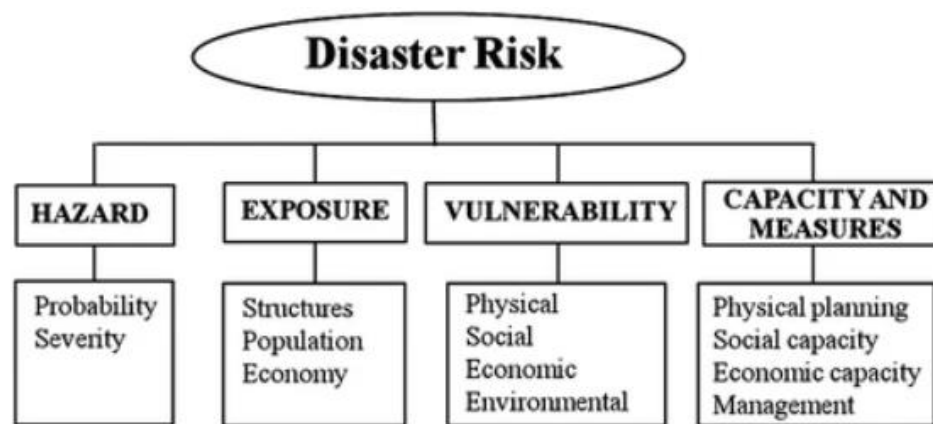 Disaster Risk
HAZARD
EXPOSURE
VULNERABILITY
CAPACITY AND
MEASURES
Probability
Severity
Structures
Population
Economy
Physical
Social
Economic
Environmental
Physical planning
Social capacity
Economic capacity
Management